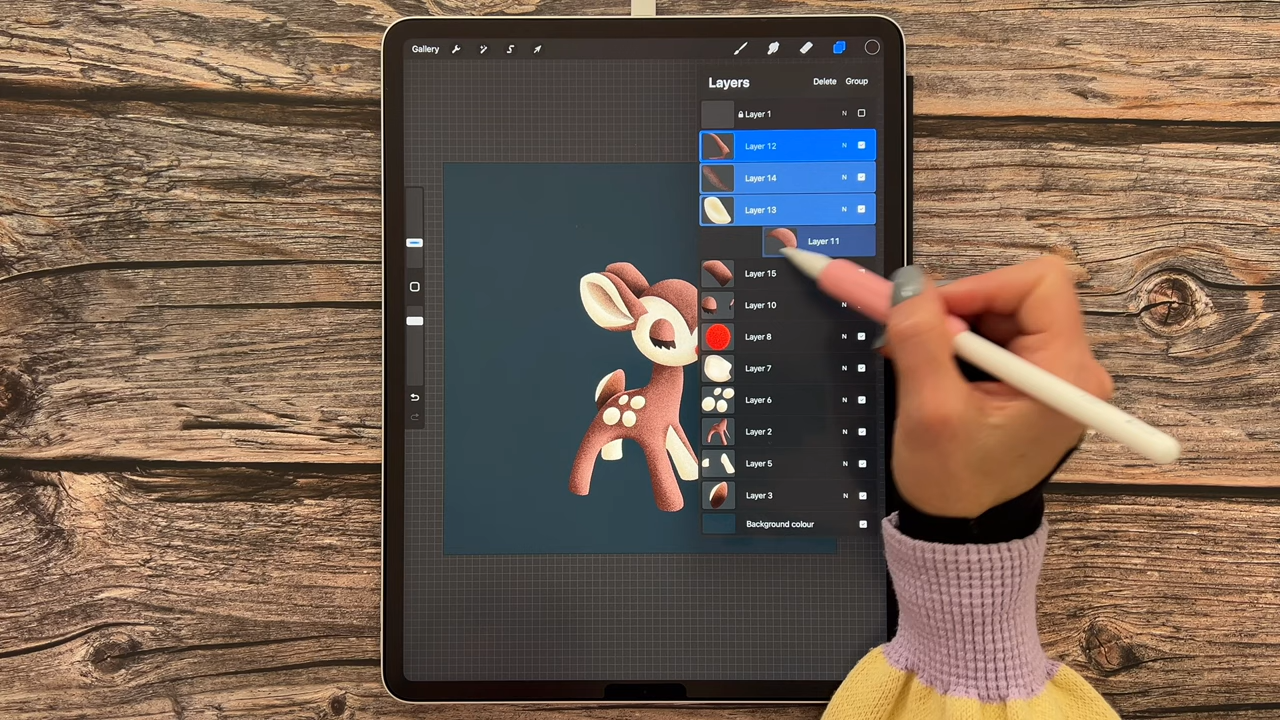 Gallery
Layers Delete Group
Layer 1 N
Layer 12 N
Layer 14 N
Layer 13 N
Layer 11
Layer 15
Layer 10
Layer 8 N
Layer 7 N
Layer 6 N
Layer 2 N
Layer 5 N
Layer 3 N
Background colour